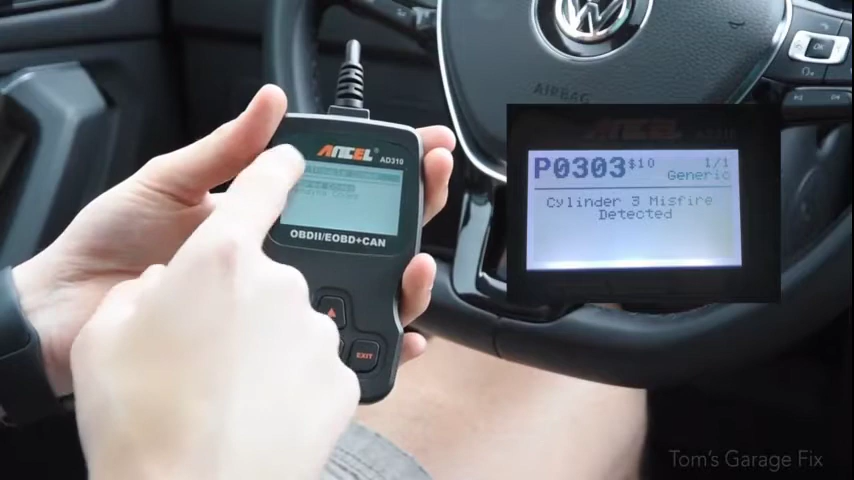 ANCEL®
AD310
OBDII/EOBD+CAN
EXIT
AIRBAG
OK
P0303 $10 1/1
Generic
Cylinder 3 Misfire
Detected
Tom's Garage Fix